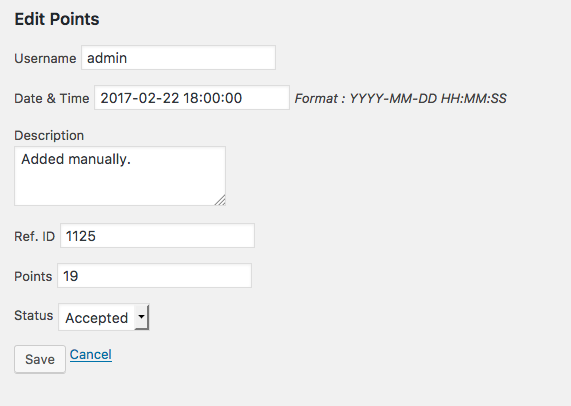 Edit Points
Username admin
Date & Time 2017-02-22 18:00:00 Format : YYYY-MM-DD HH:MM:SS
Description
Added manually.
Ref. ID 1125
Points 19
Status Accepted
Save Cancel